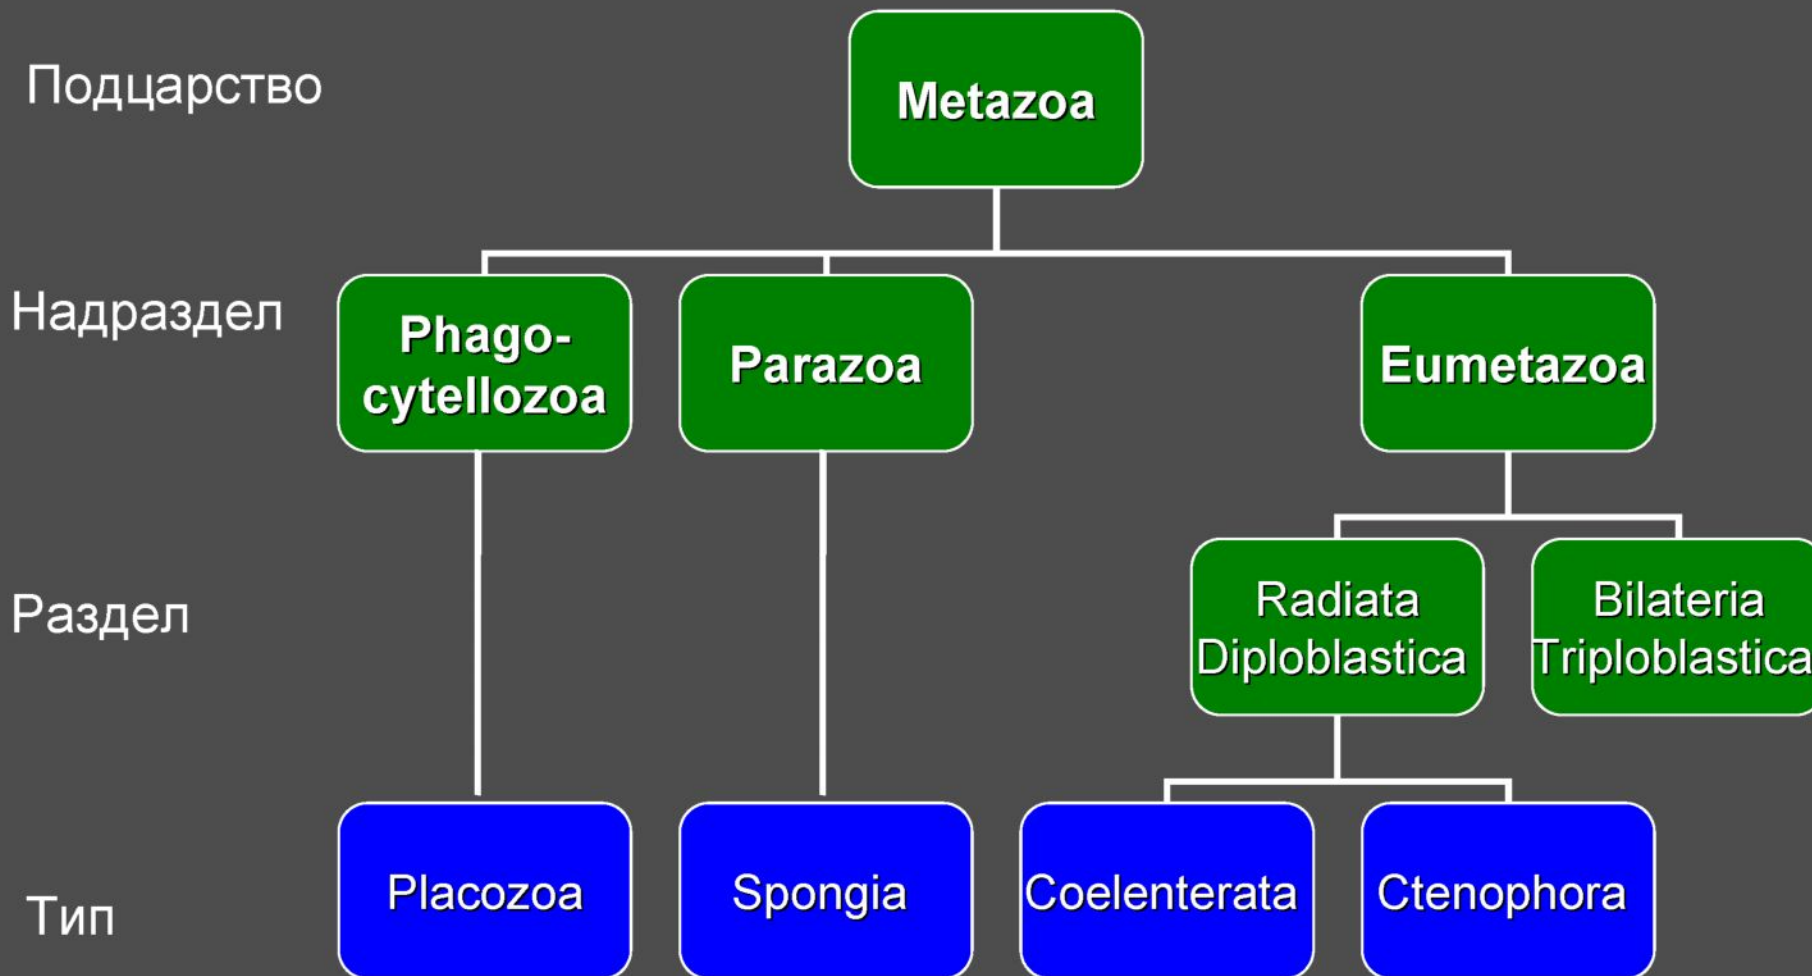 Подцарство
Metazoa
Надраздел
Phago-
cytellozoa
Parazoa
Eumetazoa
Раздел
Radiata
Diploblastica
Bilateria
Triploblastica
Тип
Placozoa
Spongia
Coelenterata
Ctenophora